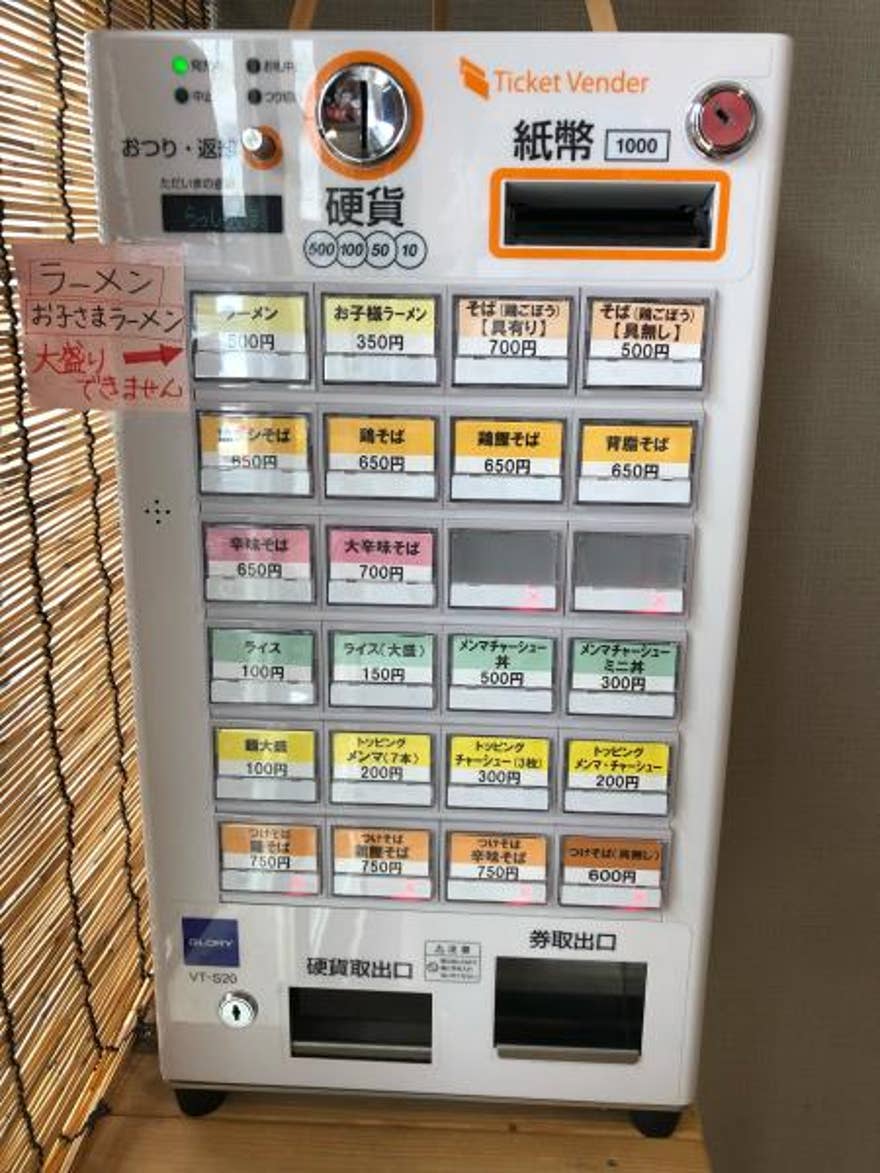 Ticket Vender
おつり・返却
紙幣 1000
硬貨
500 100 50 10
ラーメン
お子さまラーメン
大盛り
できません
ラーメン
500円
お子様ラーメン
350円
そば(鶏ごぼう)
【具有り】
700円
そば(鶏ごぼう)
【具無し】
500円
そば
650円
鶏そば
650円
鶏鰹そば
650円
背脂そば
650円
辛味そば
650円
大辛味そば
700円
ライス
100円
ライス(大盛)
150円
メンマチャーシュー
丼
500円
メンマチャーシュー
ミニ丼
300円
麺大盛
100円
トッピング
メンマ(7本)
200円
トッピング
チャーシュー(3枚)
300円
トッピング
メンマ・チャーシュー
200円
つけそば
鶏そば
750円
つけそば
鶏鰹そば
750円
つけそば
辛味そば
750円
つけそば(具無し)
600円
GLORY
VT-S20
硬貨取出口
券取出口